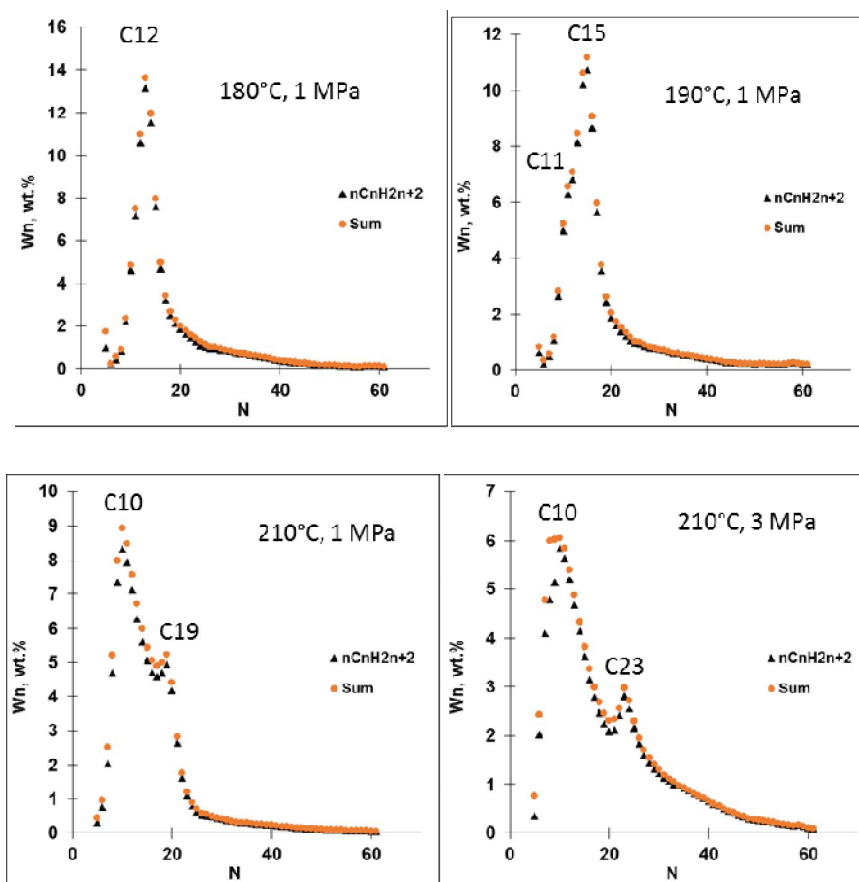 16
14
12
10
8
6
4
2
0
0
20
40
60
80
N
Wn, wt.%
C12
180°C, 1 MPa
nCnH2n+2
Sum
12
10
8
6
4
2
0
0
20
40
60
80
N
Wn, wt.%
C15
C11
190°C, 1 MPa
nCnH2n+2
Sum
10
9
8
7
6
5
4
3
2
1
0
0
20
40
60
N
Wn, wt.%
C10
210°C, 1 MPa
C19
nCnH2n+2
Sum
7
6
5
4
3
2
1
0
0
20
40
60
N
Wn, wt.%
C10
210°C, 3 MPa
C23
nCnH2n+2
Sum